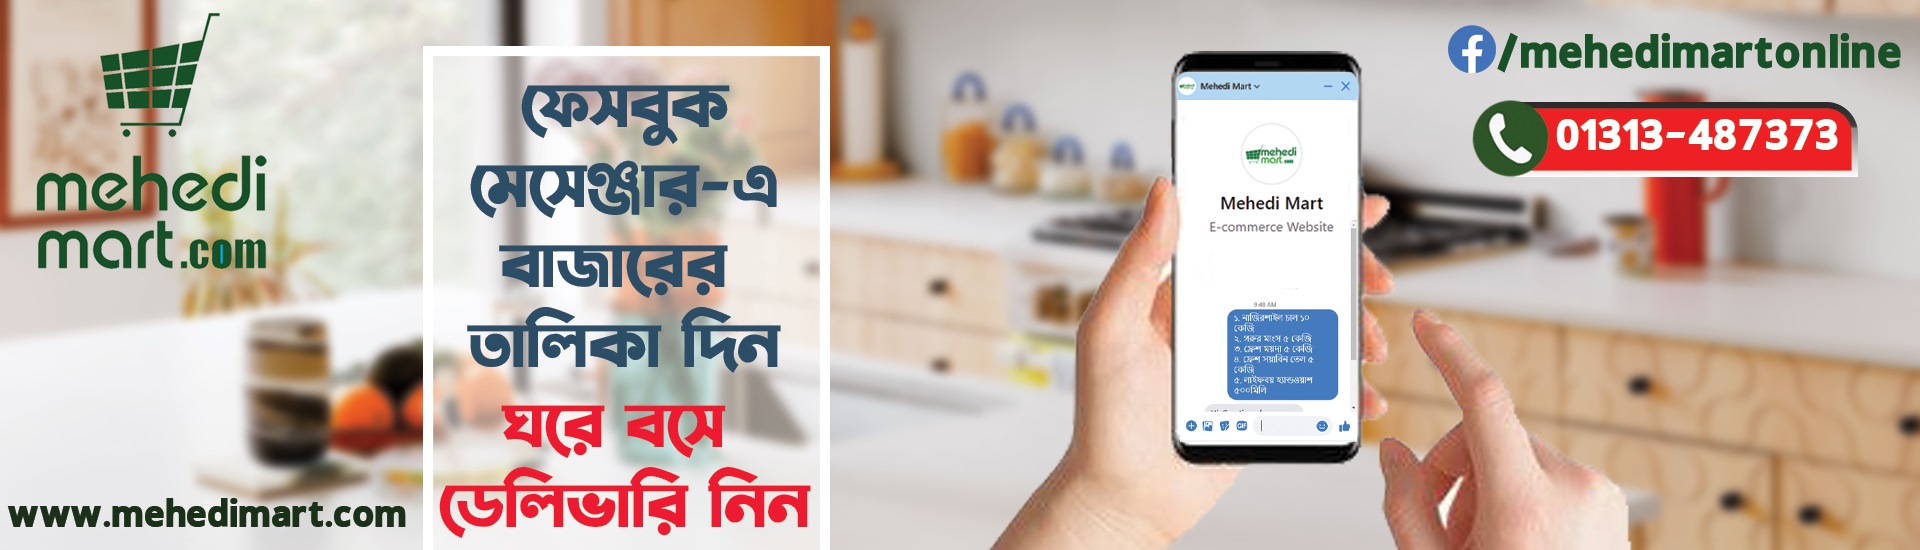 mehedi
mart.com
www.mehedimart.com
ফেসবুক
মেসেঞ্জার-এ
বাজারের
তালিকা দিন
ঘরে বসে
ডেলিভারি নিন
Mehedi Mart
mehedi
mart.com
Mehedi Mart
E-commerce Website
9:48 AM
১. নাজিরশাইল চাল ১০
কেজি
২. গরুর মাংস ৫ কেজি
৩. ফ্রেশ ময়দা ৫ কেজি
৪. ফ্রেশ সয়াবিন তেল ৫
কেজি
৫. লাইফবয় হ্যান্ডওয়াশ
৫০০মিলি
GIF
/mehedimartonline
01313-487373